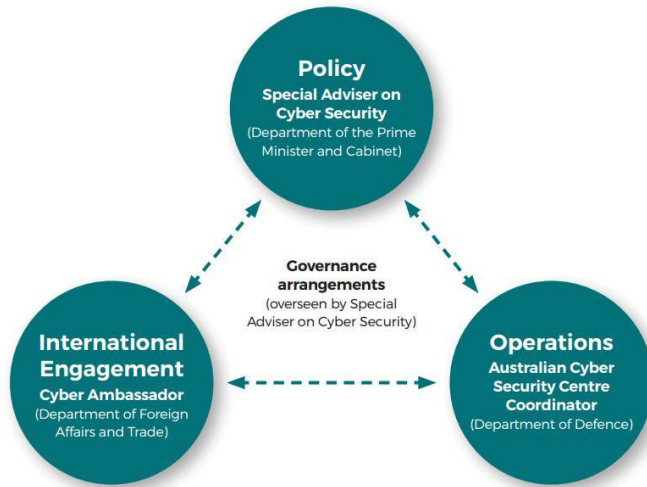 Policy
Special Adviser on
Cyber Security
(Department of the Prime
Minister and Cabinet)
Governance
arrangements
(overseen by Special
Adviser on Cyber Security)
International
Engagement
Cyber Ambassador
(Department of Foreign
Affairs and Trade)
Operations
Australian Cyber
Security Centre
Coordinator
(Department of Defence)